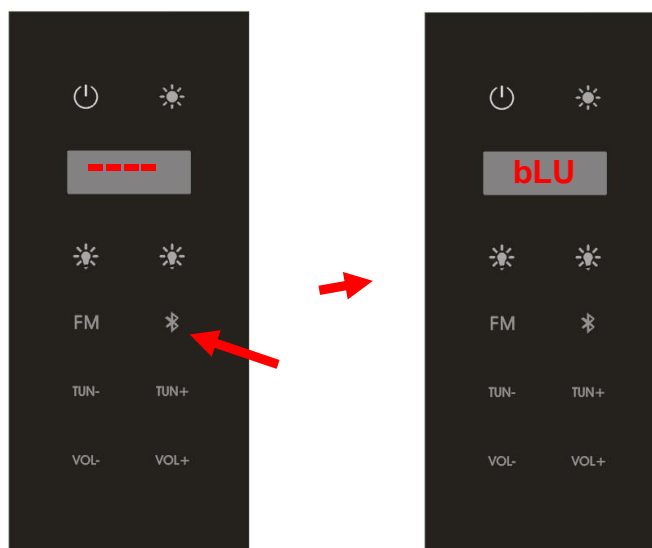 ----
FM
TUN- TUN+
VOL- VOL+
bLU
FM
TUN- TUN+
VOL- VOL+